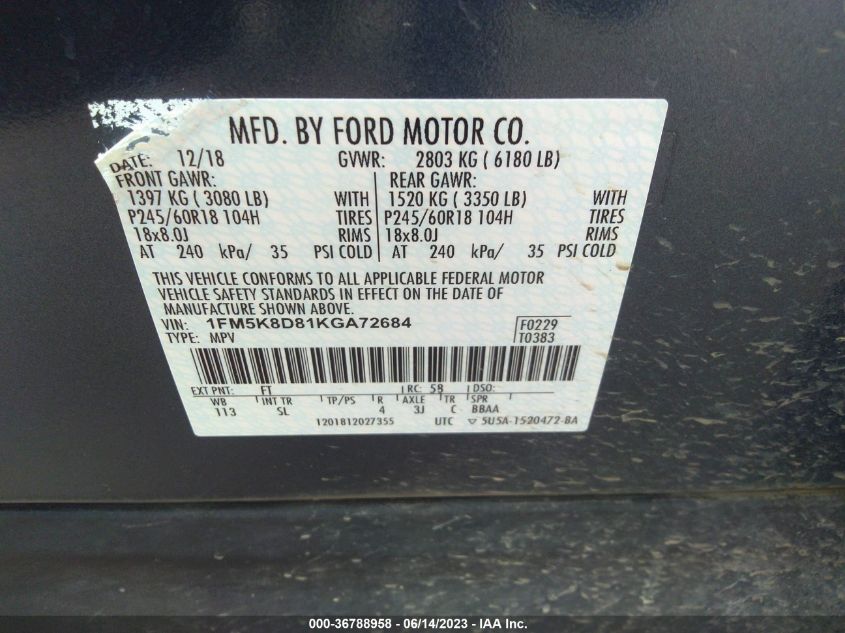 MFD. BY FORD MOTOR CO.
DATE: 12/18 GVWR: 2803 KG ( 6180 LB)
FRONT GAWR: REAR GAWR:
1397 KG ( 3080 LB) WITH 1520 KG ( 3350 LB) WITH
P245/60R18 104H TIRES P245/60R18 104H TIRES
18x8.0J RIMS 18x8.0J RIMS
AT 240 kPa/ 35 PSI COLD AT 240 kPa/ 35 PSI COLD
THIS VEHICLE CONFORMS TO ALL APPLICABLE FEDERAL MOTOR
VEHICLE SAFETY STANDARDS IN EFFECT ON THE DATE OF
MANUFACTURE SHOWN ABOVE.
VIN: 1FM5K8D81KGA72684 F0229
TYPE: MPV T0383
EXT PNT: FT RC: 58 DSO:
WB INT TR TP/PS R AXLE TR SPR
113 SL 4 3J C BBAA
1201812027355 UTC ▽ 5U5A-1520472-BA
000-36788958 - 06/14/2023 - IAA Inc.